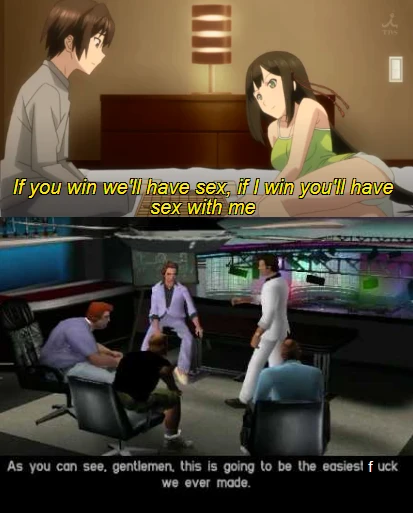 TBS
If you win we'll have sex, if I win you'll have
sex with me
As you can see, gentlemen, this is going to be the easiest f uck
we ever made.